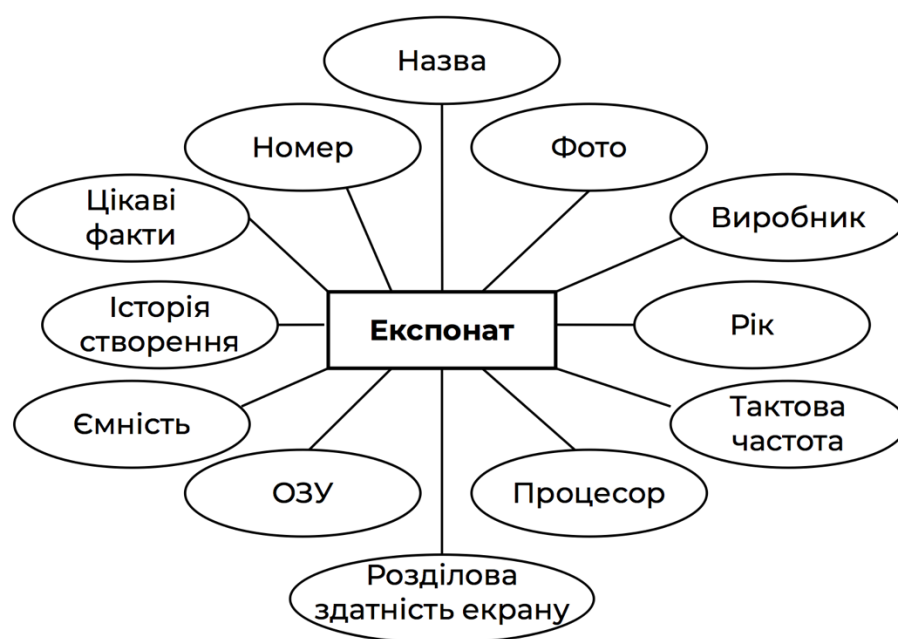 Назва
Номер
Фото
Цікаві
факти
Виробник
Історія
створення
Експонат
Рік
Ємність
Тактова
частота
ОЗУ
Процесор
Розділова
здатність екрану